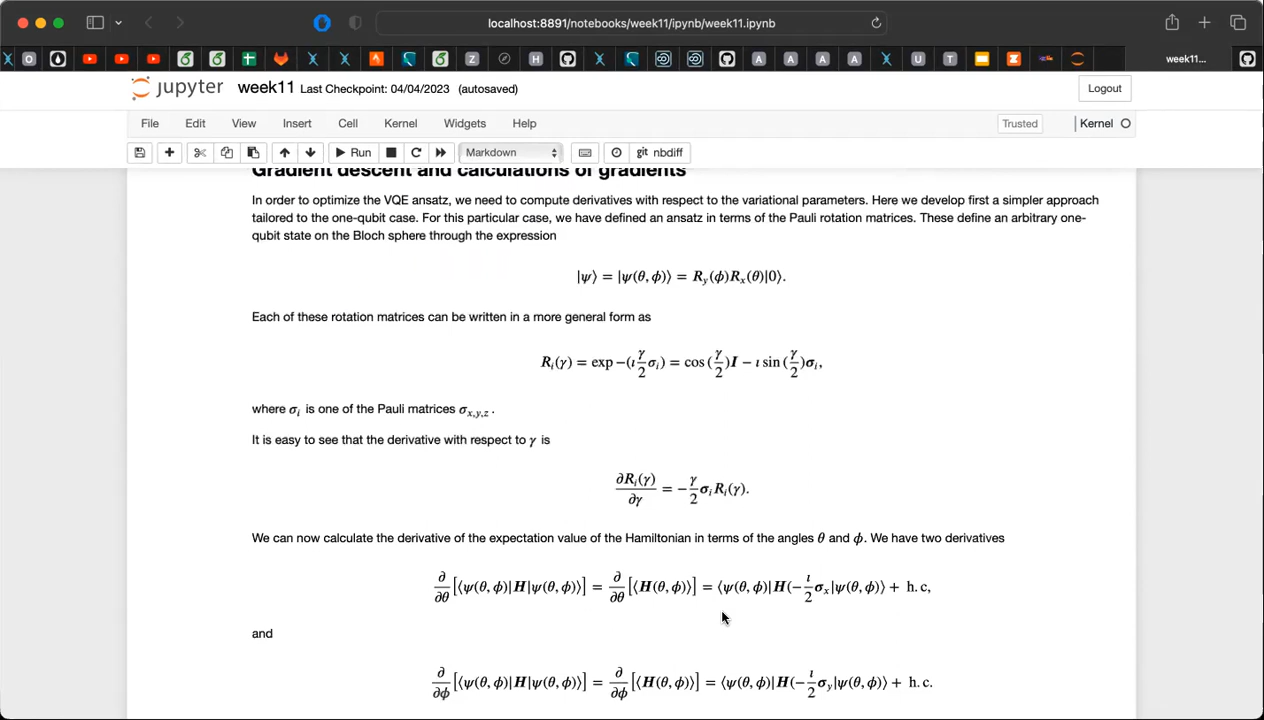 localhost:8891/notebooks/week11/ipynb/week11.ipynb
week11...
jupyter week11 Last Checkpoint: 04/04/2023 (autosaved)
Logout
File Edit View Insert Cell Kernel Widgets Help
Trusted
Kernel
Run
Markdown
nbdiff
Gradient descent and calculations of gradients
In order to optimize the VQE ansatz, we need to compute derivatives with respect to the variational parameters. Here we develop first a simpler approach
tailored to the one-qubit case. For this particular case, we have defined an ansatz in terms of the Pauli rotation matrices. These define an arbitrary one-
qubit state on the Bloch sphere through the expression
|ψ⟩ = |ψ(θ, ϕ)⟩ = R_y(ϕ)R_x(θ)|0⟩.
Each of these rotation matrices can be written in a more general form as
R_i(γ) = exp −(ı γ/2 σ_i) = cos (γ/2)I − ı sin (γ/2)σ_i,
where σ_i is one of the Pauli matrices σ_{x,y,z}.
It is easy to see that the derivative with respect to γ is
∂R_i(γ)/∂γ = −γ/2 σ_i R_i(γ).
We can now calculate the derivative of the expectation value of the Hamiltonian in terms of the angles θ and ϕ. We have two derivatives
∂/∂θ [⟨ψ(θ, ϕ)|H|ψ(θ, ϕ)⟩] = ∂/∂θ [⟨H(θ, ϕ)⟩] = ⟨ψ(θ, ϕ)|H(−ı/2 σ_x|ψ(θ, ϕ)⟩ + h.c,
and
∂/∂ϕ [⟨ψ(θ, ϕ)|H|ψ(θ, ϕ)⟩] = ∂/∂ϕ [⟨H(θ, ϕ)⟩] = ⟨ψ(θ, ϕ)|H(−ı/2 σ_y|ψ(θ, ϕ)⟩ + h.c.